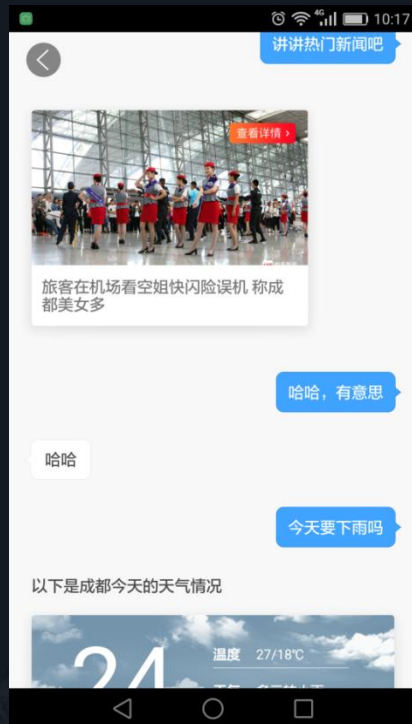 4G
10:17
讲讲热门新闻吧
查看详情 >
旅客在机场看空姐快闪险误机 称成
都美女多
哈哈，有意思
哈哈
今天要下雨吗
以下是成都今天的天气情况
24
温度 27/18℃